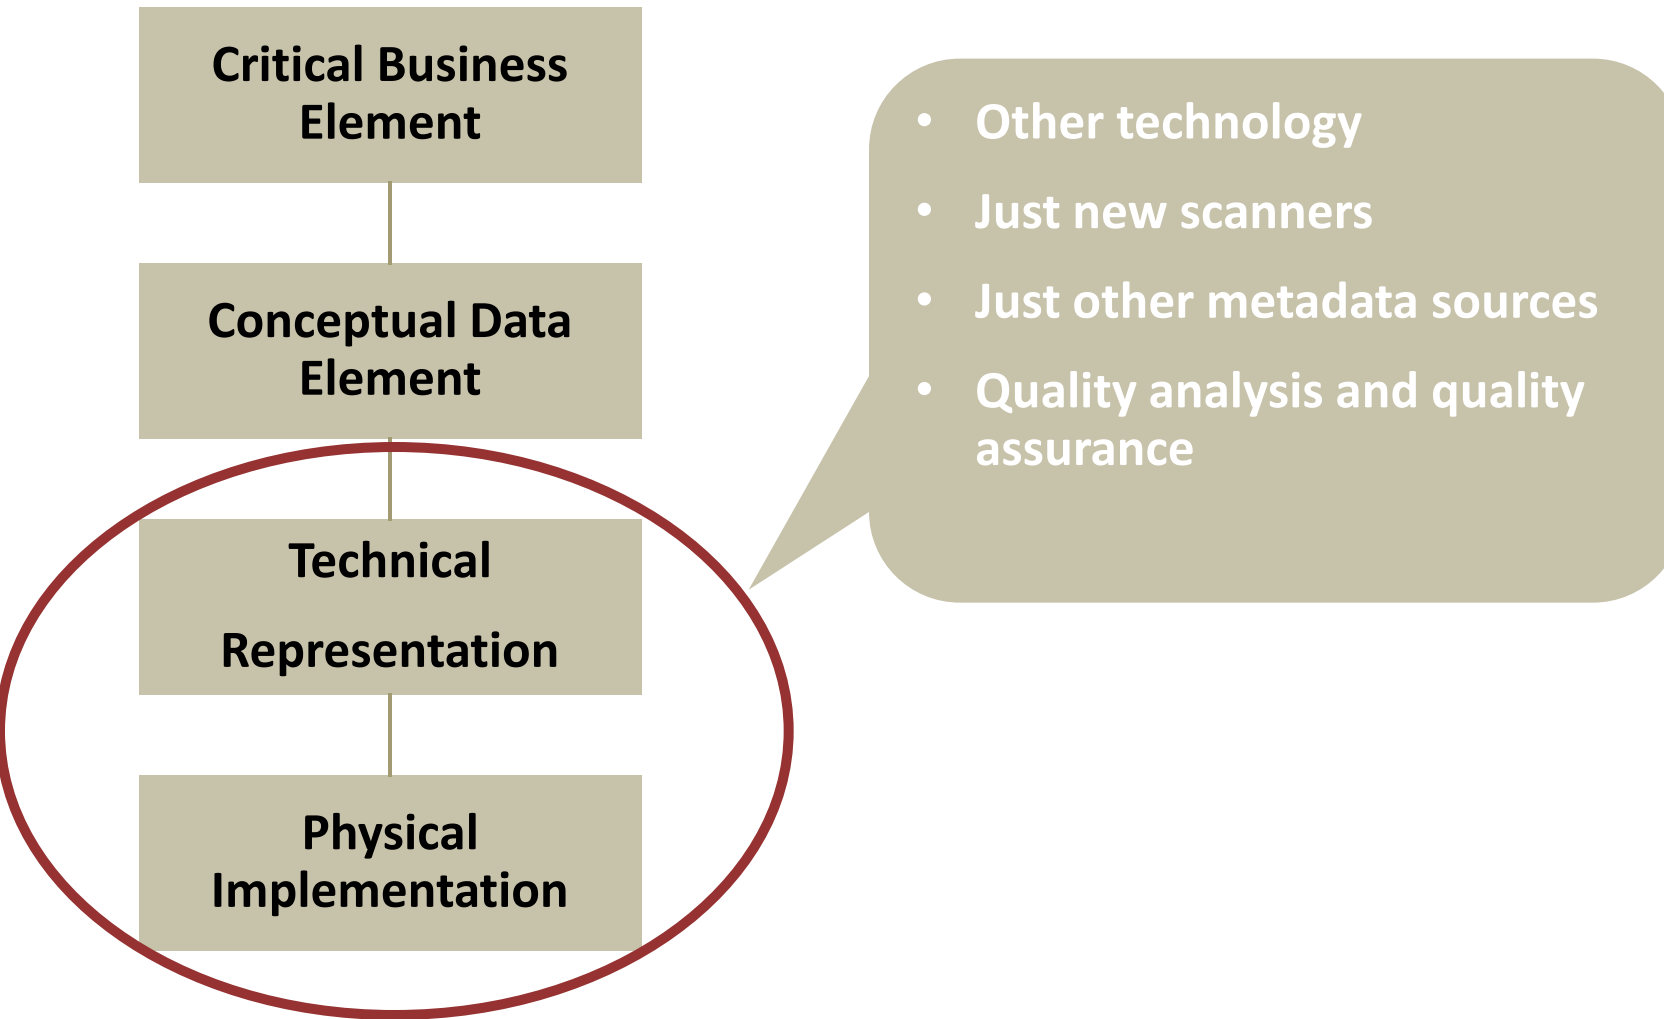 Critical Business
Element
Conceptual Data
Element
Technical
Representation
Physical
Implementation
• Other technology
• Just new scanners
• Just other metadata sources
• Quality analysis and quality
assurance